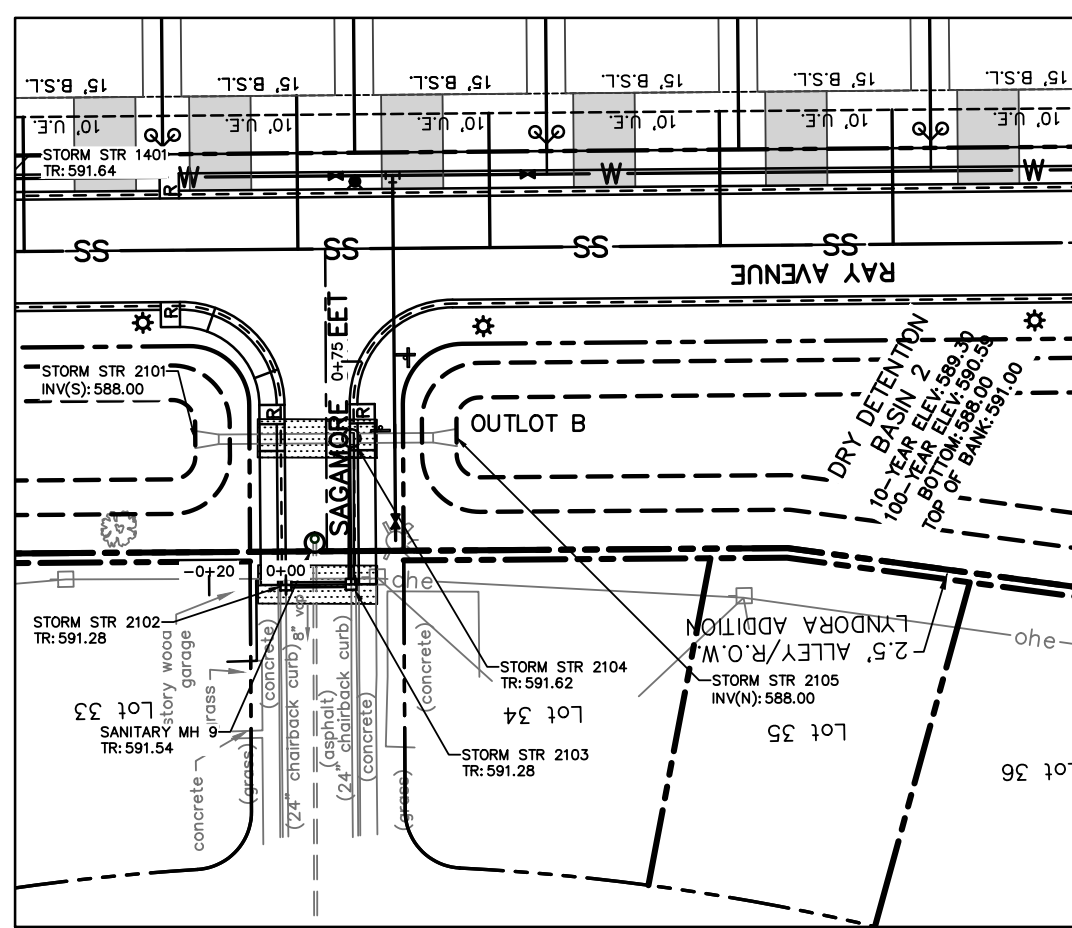 15' B.S.L.
15' B.S.L.
15' B.S.L.
15' B.S.L.
15' B.S.L.
15' B.S.L.
10' U.E.
10' U.E.
10' U.E.
10' U.E.
10' U.E.
10' U.E.
STORM STR 1401
TR: 591.64
W
W
W
R
SS
SS
SS
SS
RAY AVENUE
R
SAGAMORE
0+75
STORM STR 2101
INV(S): 588.00
R
R
OUTLOT B
DRY DETENTION
BASIN 2
10-YEAR ELEV: 589.30
100-YEAR ELEV: 590.59
BOTTOM: 588.00
TOP OF BANK: 591.00
-0+20
0+00
ohe
STORM STR 2102
TR: 591.28
story wood
garage
grass
(concrete)
(24" chairback curb)
8" vcp
(asphalt)
(24" chairback curb)
(concrete)
(concrete)
LYNDORA ADDITION
2.5' ALLEY/R.O.W.
ohe
STORM STR 2104
TR: 591.62
STORM STR 2105
INV(N): 588.00
Lot 33
Lot 34
Lot 35
Lot 36
SANITARY MH 9
TR: 591.54
STORM STR 2103
TR: 591.28
concrete
(grass)
(grass)